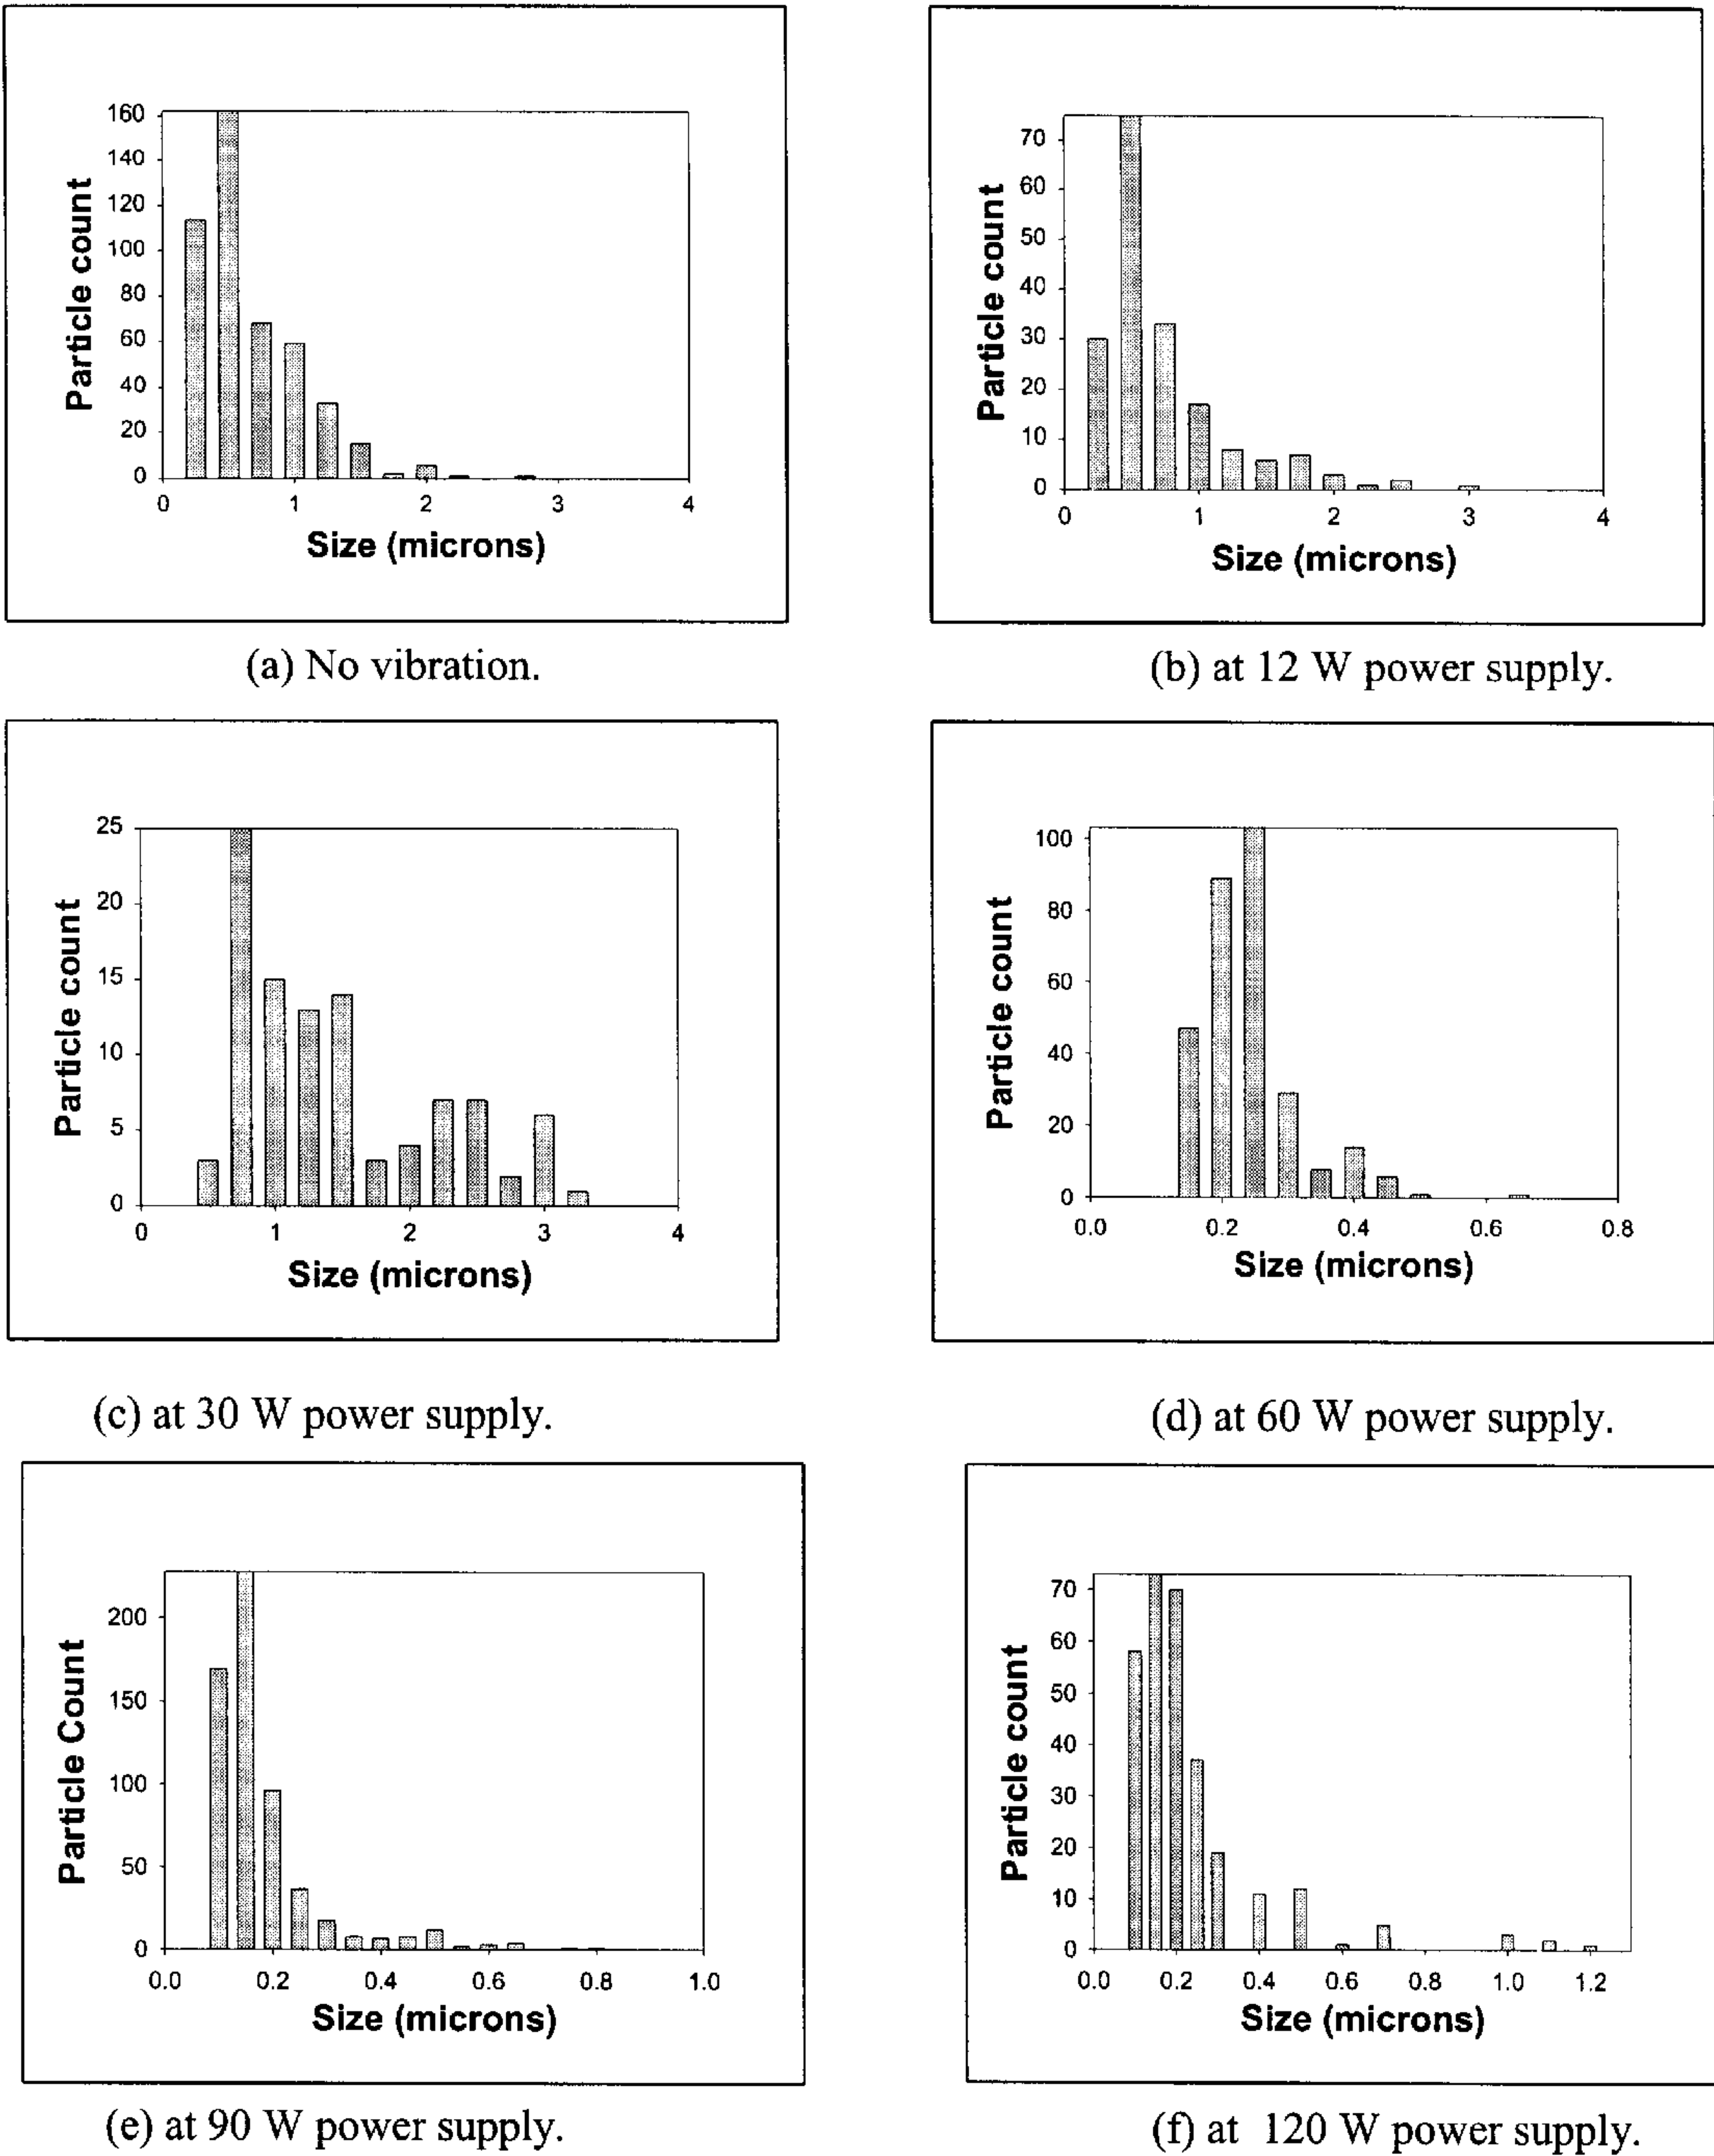 160
140
120
100
80
60
40
20
0
Particle count
0 1 2 3 4
Size (microns)
(a) No vibration.
70
60
50
40
30
20
10
0
Particle count
0 1 2 3 4
Size (microns)
(b) at 12 W power supply.
25
20
15
10
5
0
Particle count
0 1 2 3 4
Size (microns)
(c) at 30 W power supply.
100
80
60
40
20
0
Particle count
0.0 0.2 0.4 0.6 0.8
Size (microns)
(d) at 60 W power supply.
200
150
100
50
0
Particle Count
0.0 0.2 0.4 0.6 0.8 1.0
Size (microns)
(e) at 90 W power supply.
70
60
50
40
30
20
10
0
Particle count
0.0 0.2 0.4 0.6 0.8 1.0 1.2
Size (microns)
(f) at 120 W power supply.